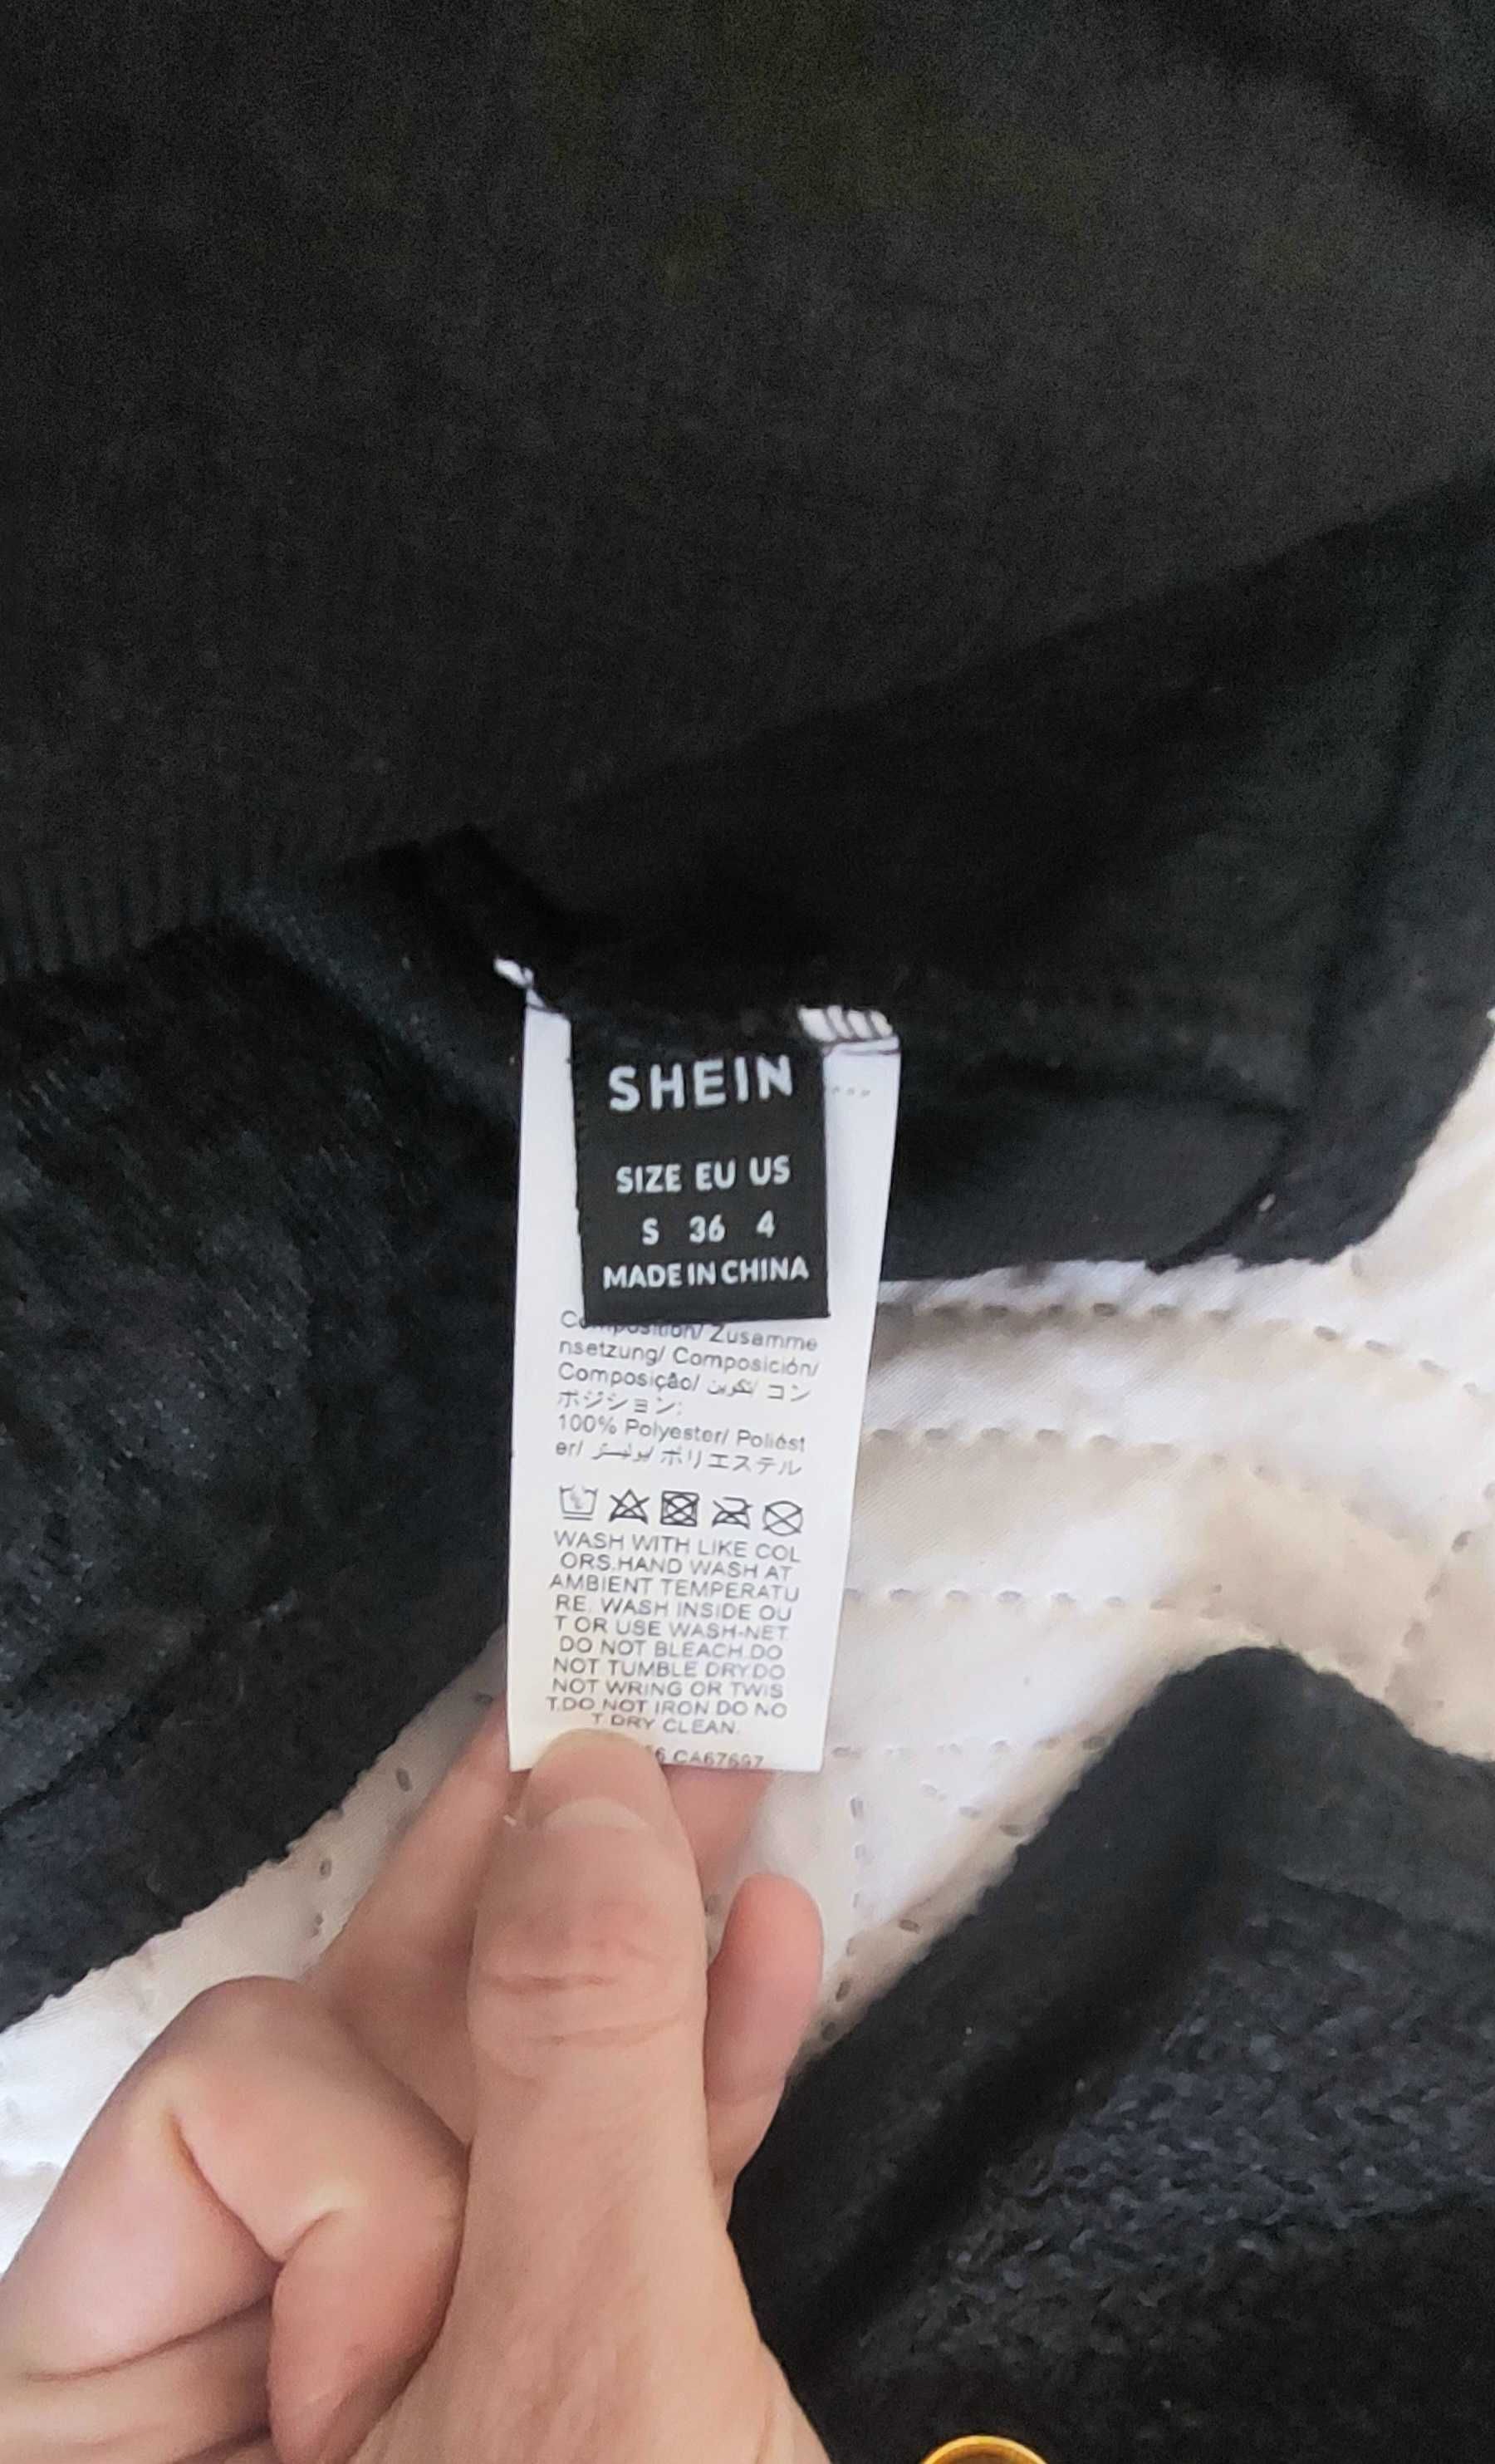 SHEIN
SIZE EU US
S 36 4
MADE IN CHINA
Composition/ Zusamme
nsetzung/ Composición/
Composição/ تكوين/ コン
ポジション:
100% Polyester/ Poliést
er/ بوليستر/ ポリエステル
WASH WITH LIKE COL
ORS.HAND WASH AT
AMBIENT TEMPERATU
RE. WASH INSIDE OU
T OR USE WASH-NET
DO NOT BLEACH.DO
NOT TUMBLE DRY.DO
NOT WRING OR TWIS
T.DO NOT IRON DO NO
T DRY CLEAN.
6 CA67697